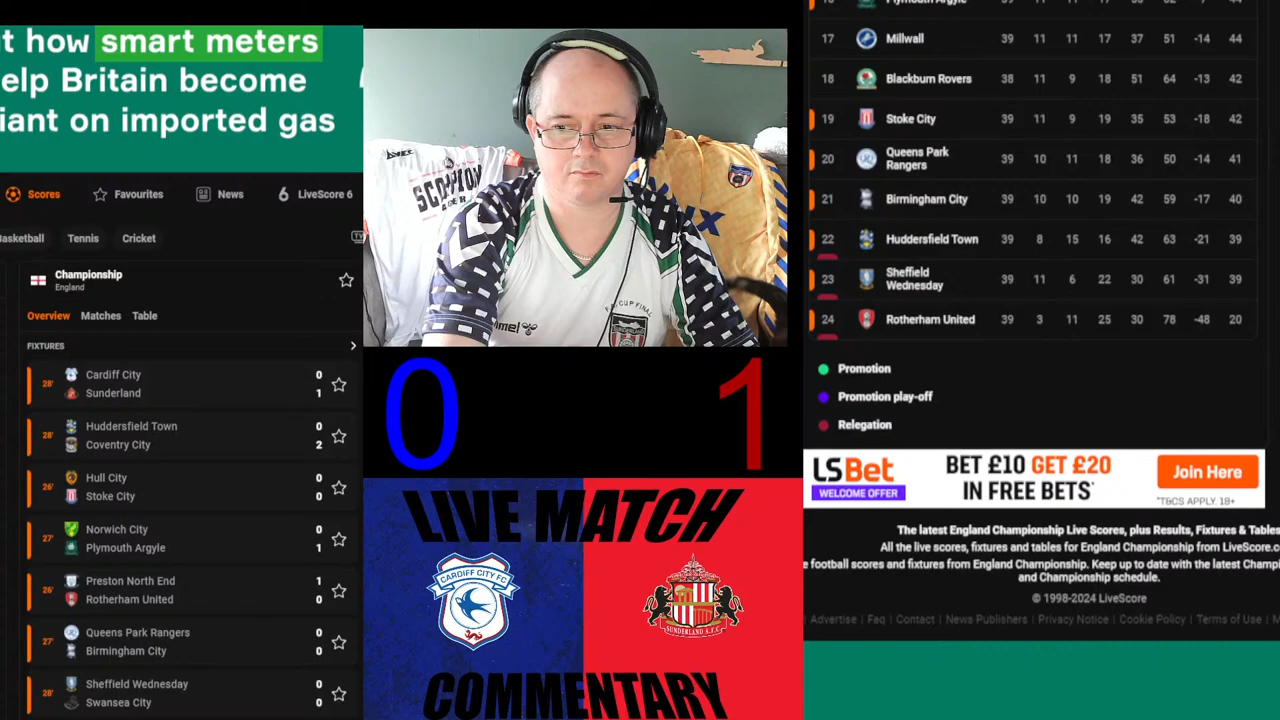 t how smart meters
elp Britain become
iant on imported gas
Scores
Favourites
News
6 LiveScore 6
Basketball
Tennis
Cricket
Championship
England
Overview
Matches
Table
FIXTURES
28' Cardiff City 0
Sunderland 1
28' Huddersfield Town 0
Coventry City 2
26' Hull City 0
Stoke City 0
27' Norwich City 0
Plymouth Argyle 1
26' Preston North End 1
Rotherham United 0
27' Queens Park Rangers 0
Birmingham City 0
28' Sheffield Wednesday 0
Swansea City 0
SCORPION
F.A. CUP FINAL
0 1
LIVE MATCH
CARDIFF CITY FC
SUNDERLAND A.F.C
COMMENTARY
17 Millwall 39 11 11 17 37 51 -14 44
18 Blackburn Rovers 38 11 9 18 51 64 -13 42
19 Stoke City 39 11 9 19 35 53 -18 42
20 Queens Park Rangers 39 10 11 18 36 50 -14 41
21 Birmingham City 39 10 10 19 42 59 -17 40
22 Huddersfield Town 39 8 15 16 42 63 -21 39
23 Sheffield Wednesday 39 11 6 22 30 61 -31 39
24 Rotherham United 39 3 11 25 30 78 -48 20
Promotion
Promotion play-off
Relegation
LSBet
WELCOME OFFER
BET £10 GET £20
IN FREE BETS*
Join Here
*T&CS APPLY. 18+
The latest England Championship Live Scores, plus Results, Fixtures & Tables
All the live scores, fixtures and tables for England Championship from LiveScore.c
e football scores and fixtures from England Championship. Keep up to date with the latest Champi
and Championship schedule.
© 1998-2024 LiveScore
Advertise | Faq | Contact | News Publishers | Privacy Notice | Cookie Policy | Terms of Use |